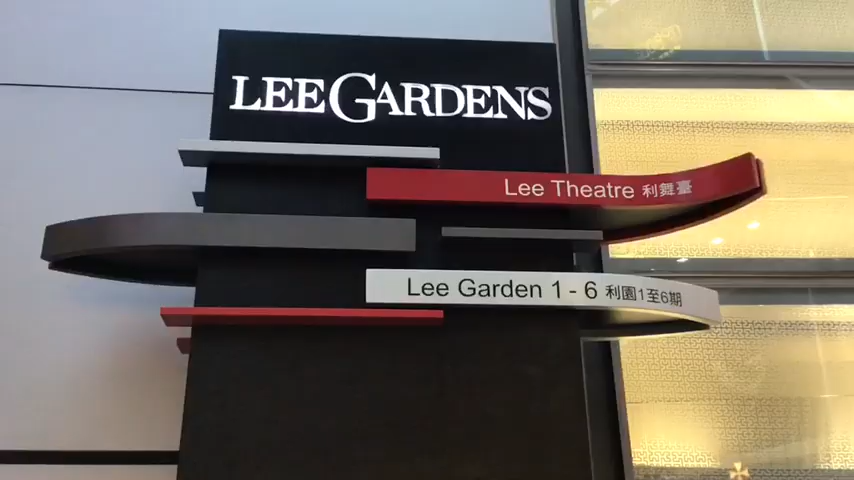 LEE GARDENS
Lee Theatre 利舞臺
Lee Garden 1 - 6 利園1至6期